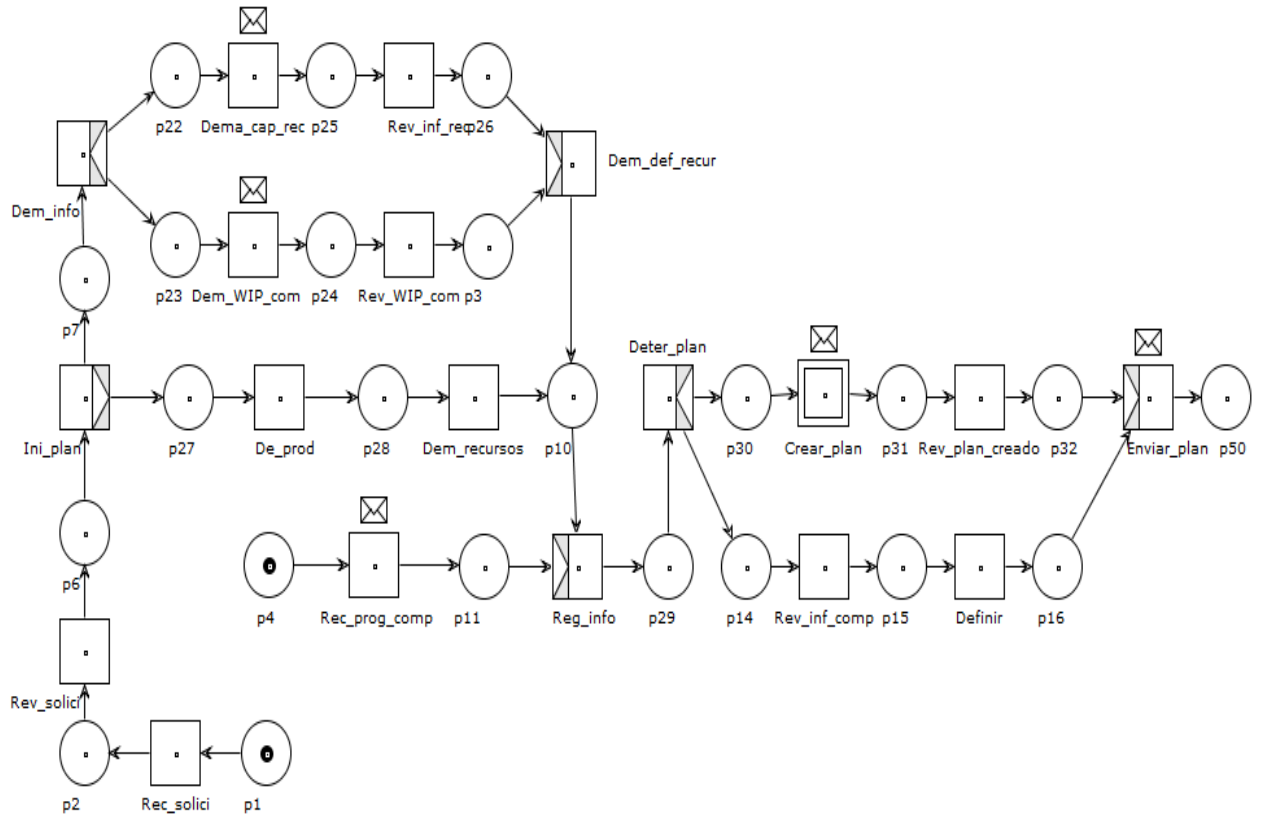 p22 Dema_cap_rec p25 Rev_inf_rec p26
Dem_def_recur
Dem_info
p23 Dem_WIP_com p24 Rev_WIP_com p3
p7
Deter_plan
Ini_plan p27 De_prod p28 Dem_recursos p10 p30 Crear_plan p31 Rev_plan_creado p32 Enviar_plan p50
p6
p4 Rec_prog_comp p11 Reg_info p29 p14 Rev_inf_comp p15 Definir p16
Rev_solici
p2 Rec_solici p1